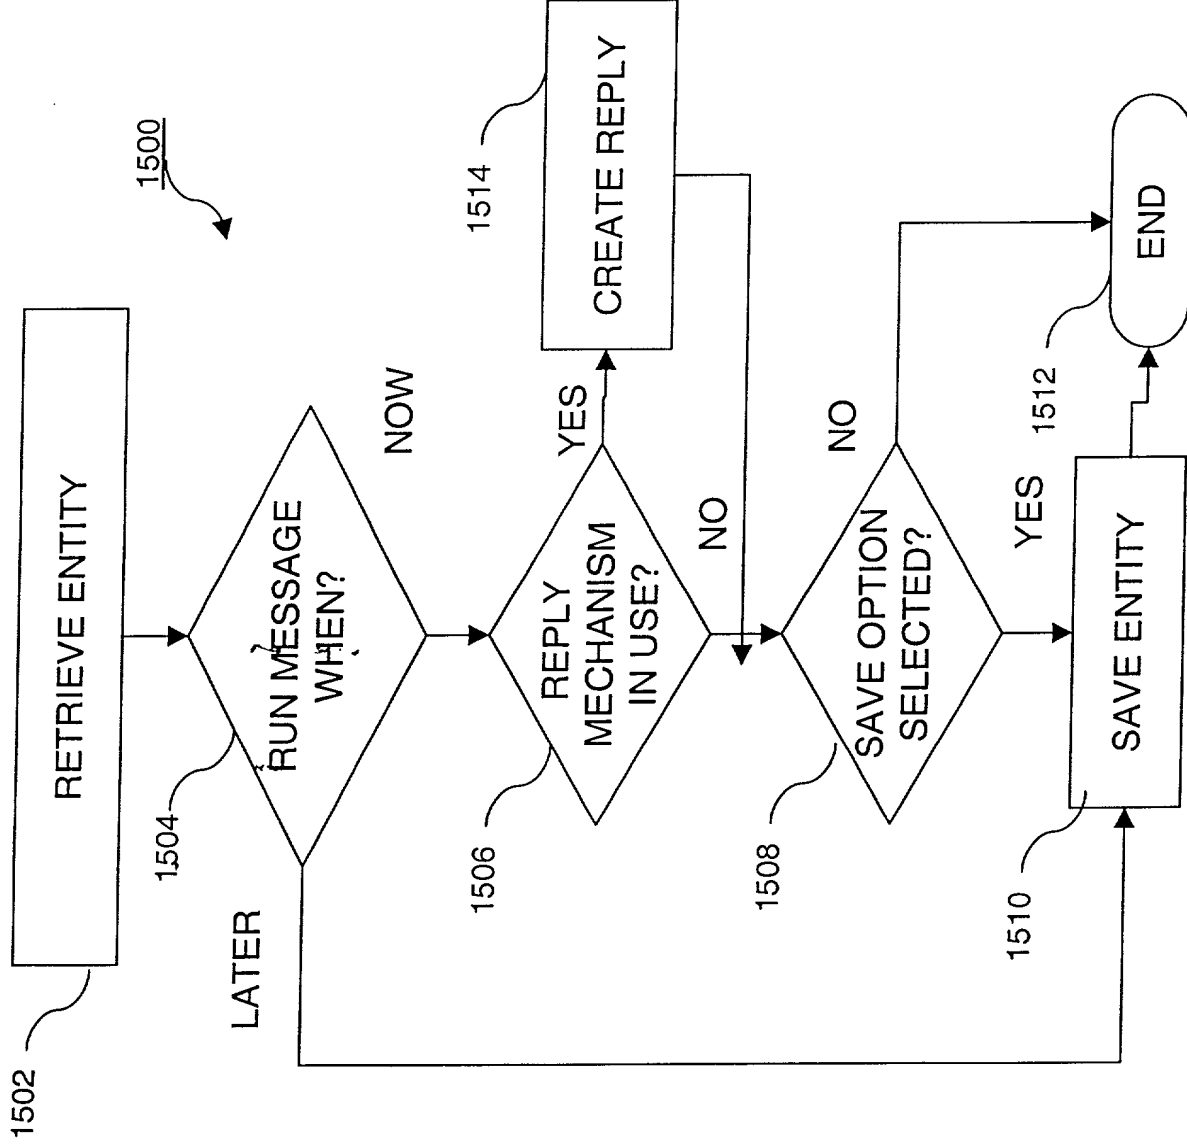 1500
1502
RETRIEVE ENTITY
1504
RUN MESSAGE
WHEN?
LATER
NOW
1506
REPLY
MECHANISM
IN USE?
YES
NO
1514
CREATE REPLY
1508
SAVE OPTION
SELECTED?
NO
YES
1510
SAVE ENTITY
1512
END